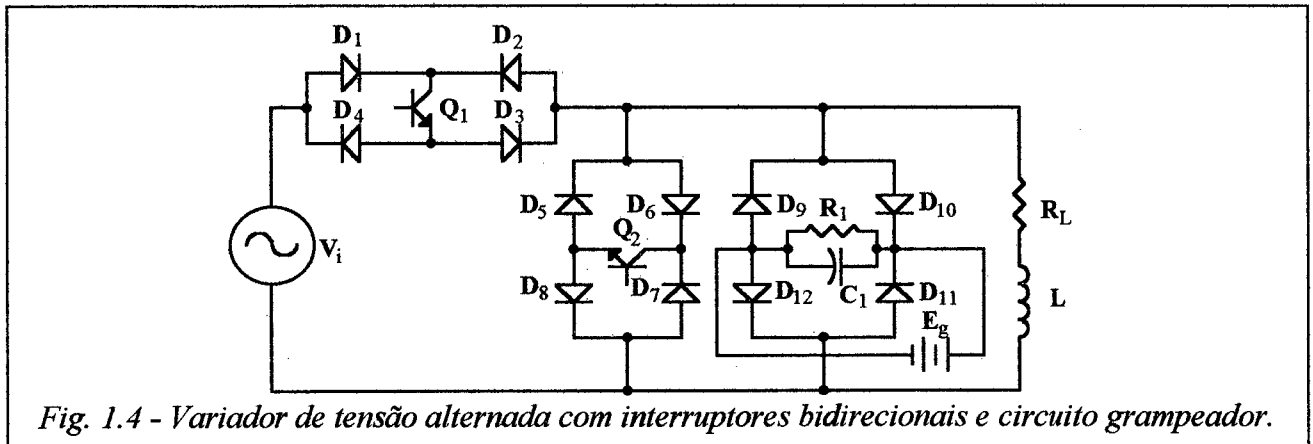 D1 D2
D4 Q1 D3
Vi
D5 D6 Q2
D8 D7
D9 R1 D10
D12 C1 D11
Eg
RL
L
Fig. 1.4 - Variador de tensão alternada com interruptores bidirecionais e circuito grampeador.